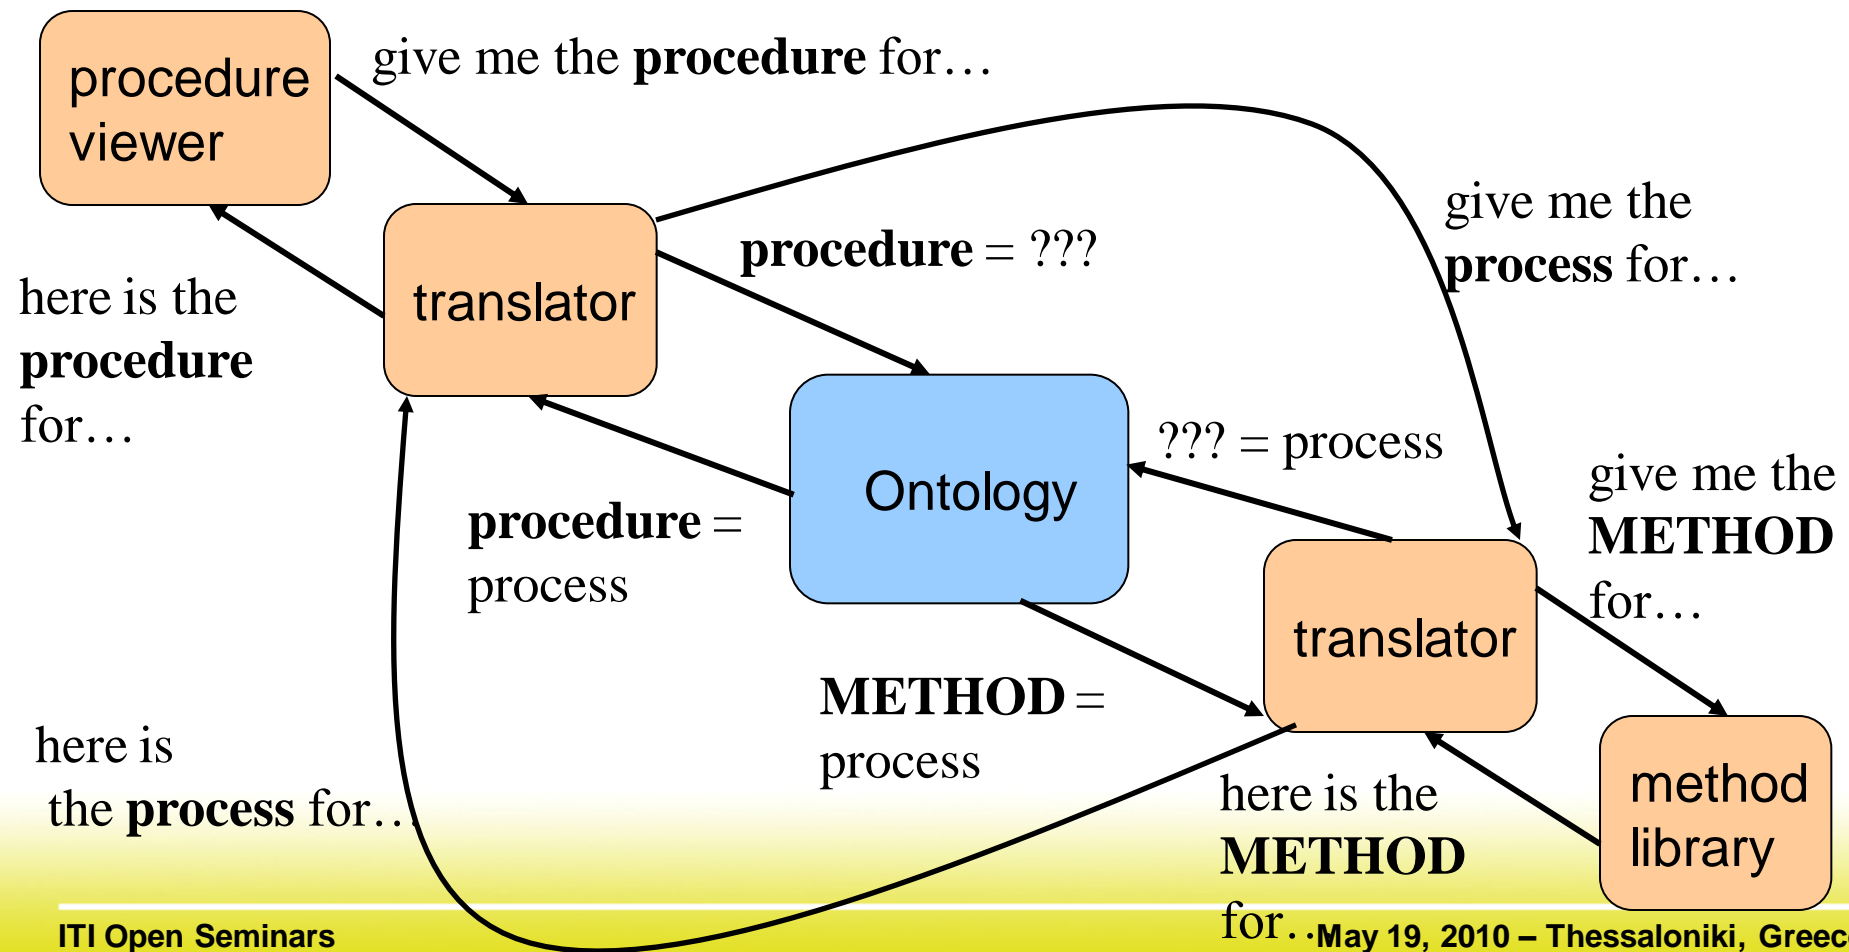 procedure
viewer
give me the procedure for…
here is the
procedure
for…
translator
procedure = ???
give me the
process for…
Ontology
procedure =
process
??? = process
give me the
METHOD
for…
translator
METHOD =
process
here is
the process for…
here is the
METHOD
for…
method
library
ITI Open Seminars
May 19, 2010 – Thessaloniki, Greec